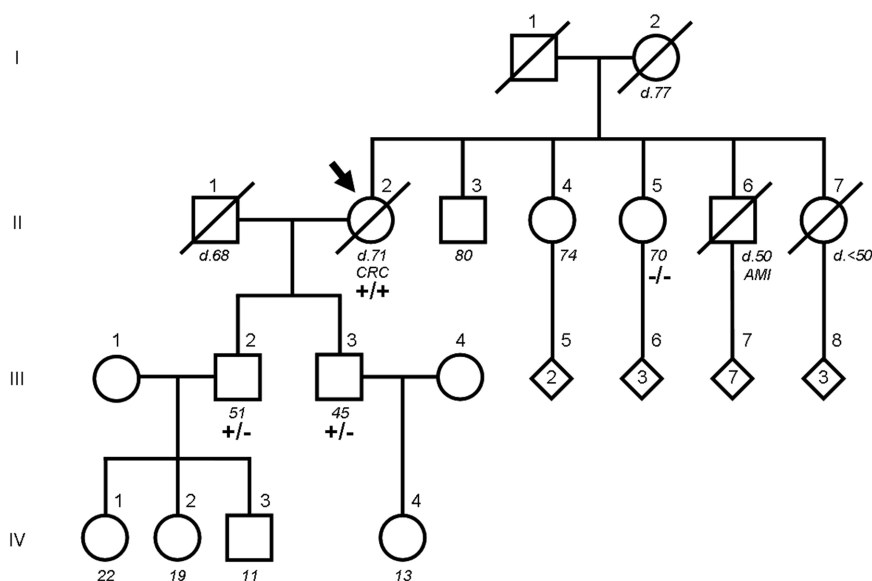 1 2
I
d.77
1 2 3 4 5 6 7
II
d.68 d.71 80 74 70 d.50 d.<50
CRC -/- AMI
+/+
1 2 3 4 5 6 7 8
III
2 3 7 3
51 45
+/- +/-
1 2 3 4
IV
22 19 11 13